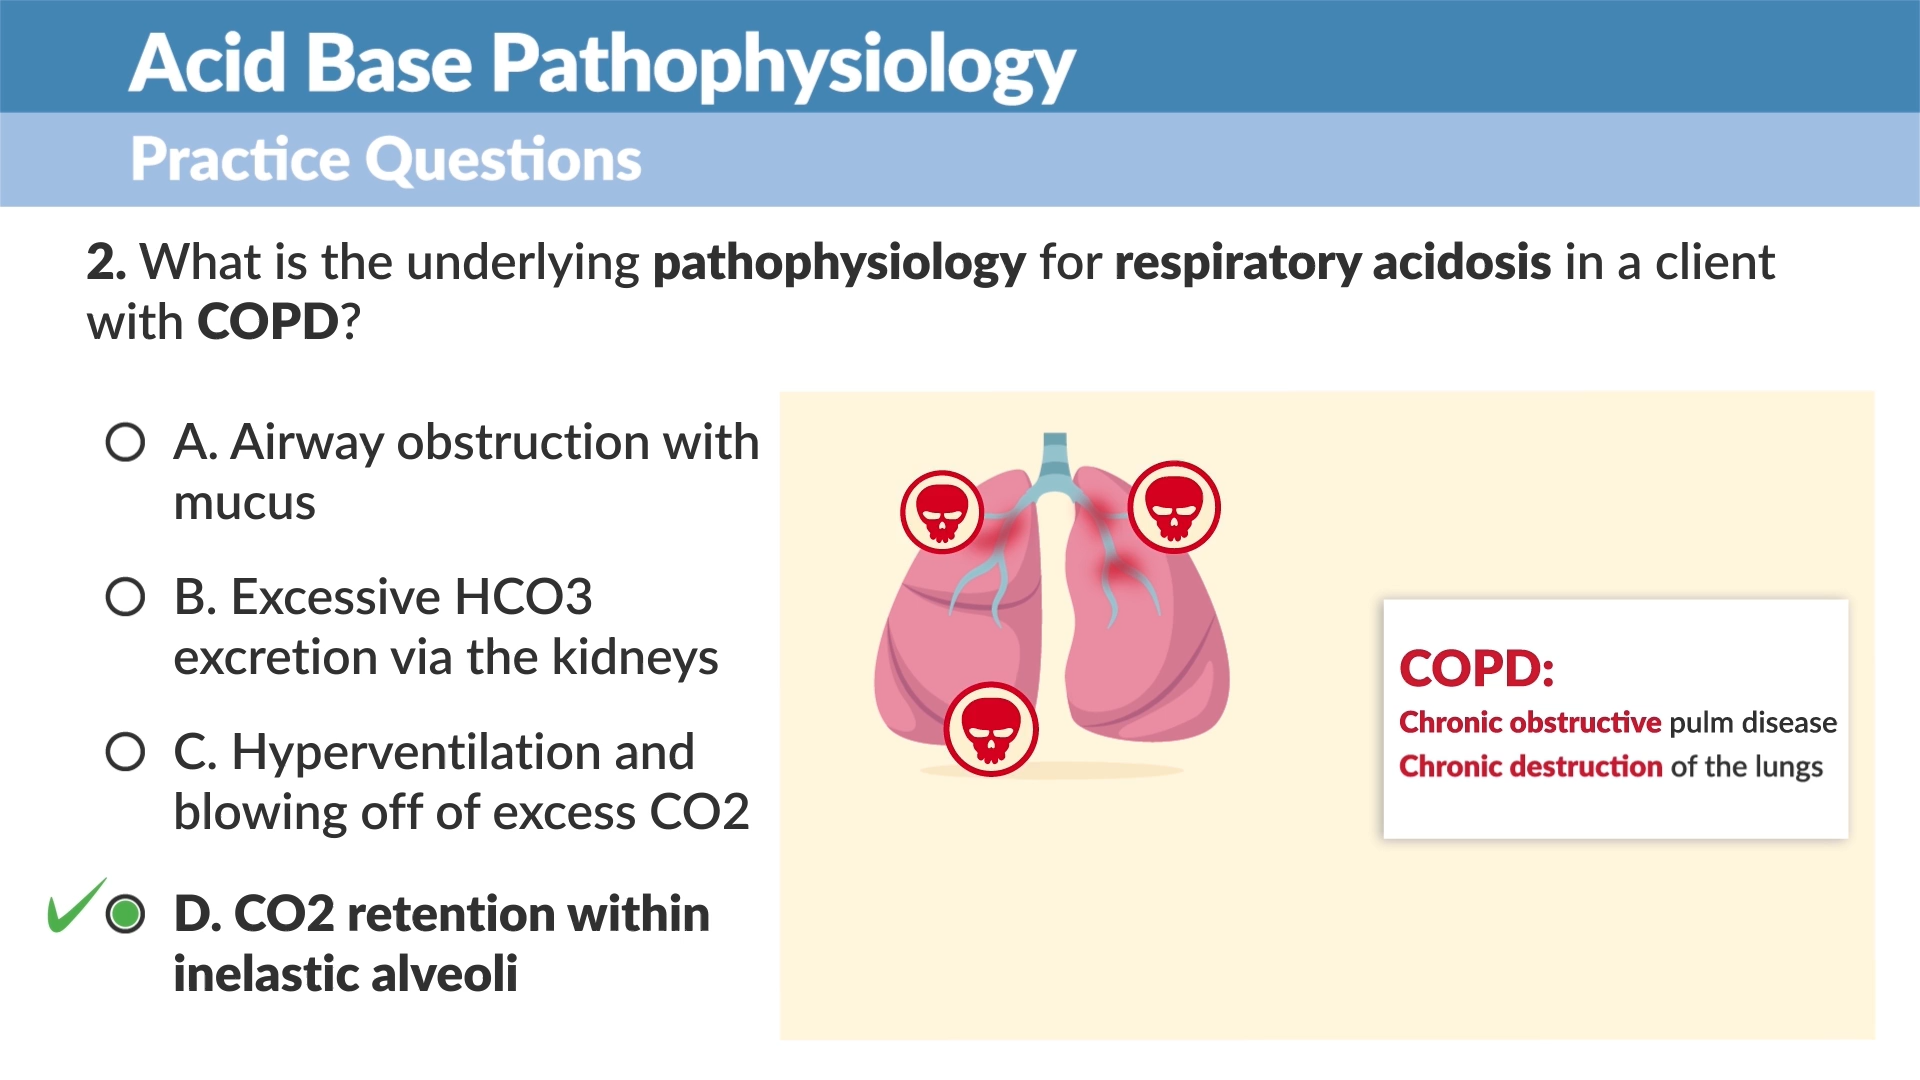 Acid Base Pathophysiology
Practice Questions
2. What is the underlying pathophysiology for respiratory acidosis in a client
with COPD?
A. Airway obstruction with
mucus
B. Excessive HCO3
excretion via the kidneys
C. Hyperventilation and
blowing off of excess CO2
D. CO2 retention within
inelastic alveoli
COPD:
Chronic obstructive pulm disease
Chronic destruction of the lungs